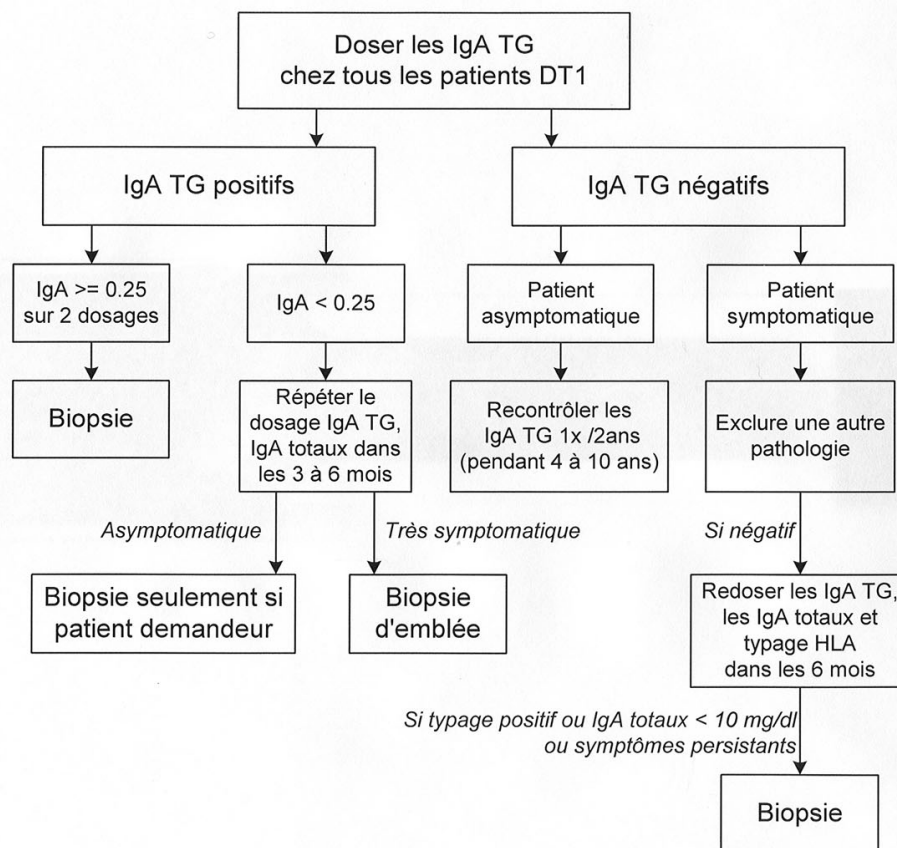 Doser les IgA TG
chez tous les patients DT1
IgA TG positifs
IgA TG négatifs
IgA >= 0.25
sur 2 dosages
IgA < 0.25
Patient
asymptomatique
Patient
symptomatique
Biopsie
Répéter le
dosage IgA TG,
IgA totaux dans
les 3 à 6 mois
Recontrôler les
IgA TG 1x /2ans
(pendant 4 à 10 ans)
Exclure une autre
pathologie
Asymptomatique
Très symptomatique
Si négatif
Biopsie seulement si
patient demandeur
Biopsie
d'emblée
Redoser les IgA TG,
les IgA totaux et
typage HLA
dans les 6 mois
Si typage positif ou IgA totaux < 10 mg/dl
ou symptômes persistants
Biopsie